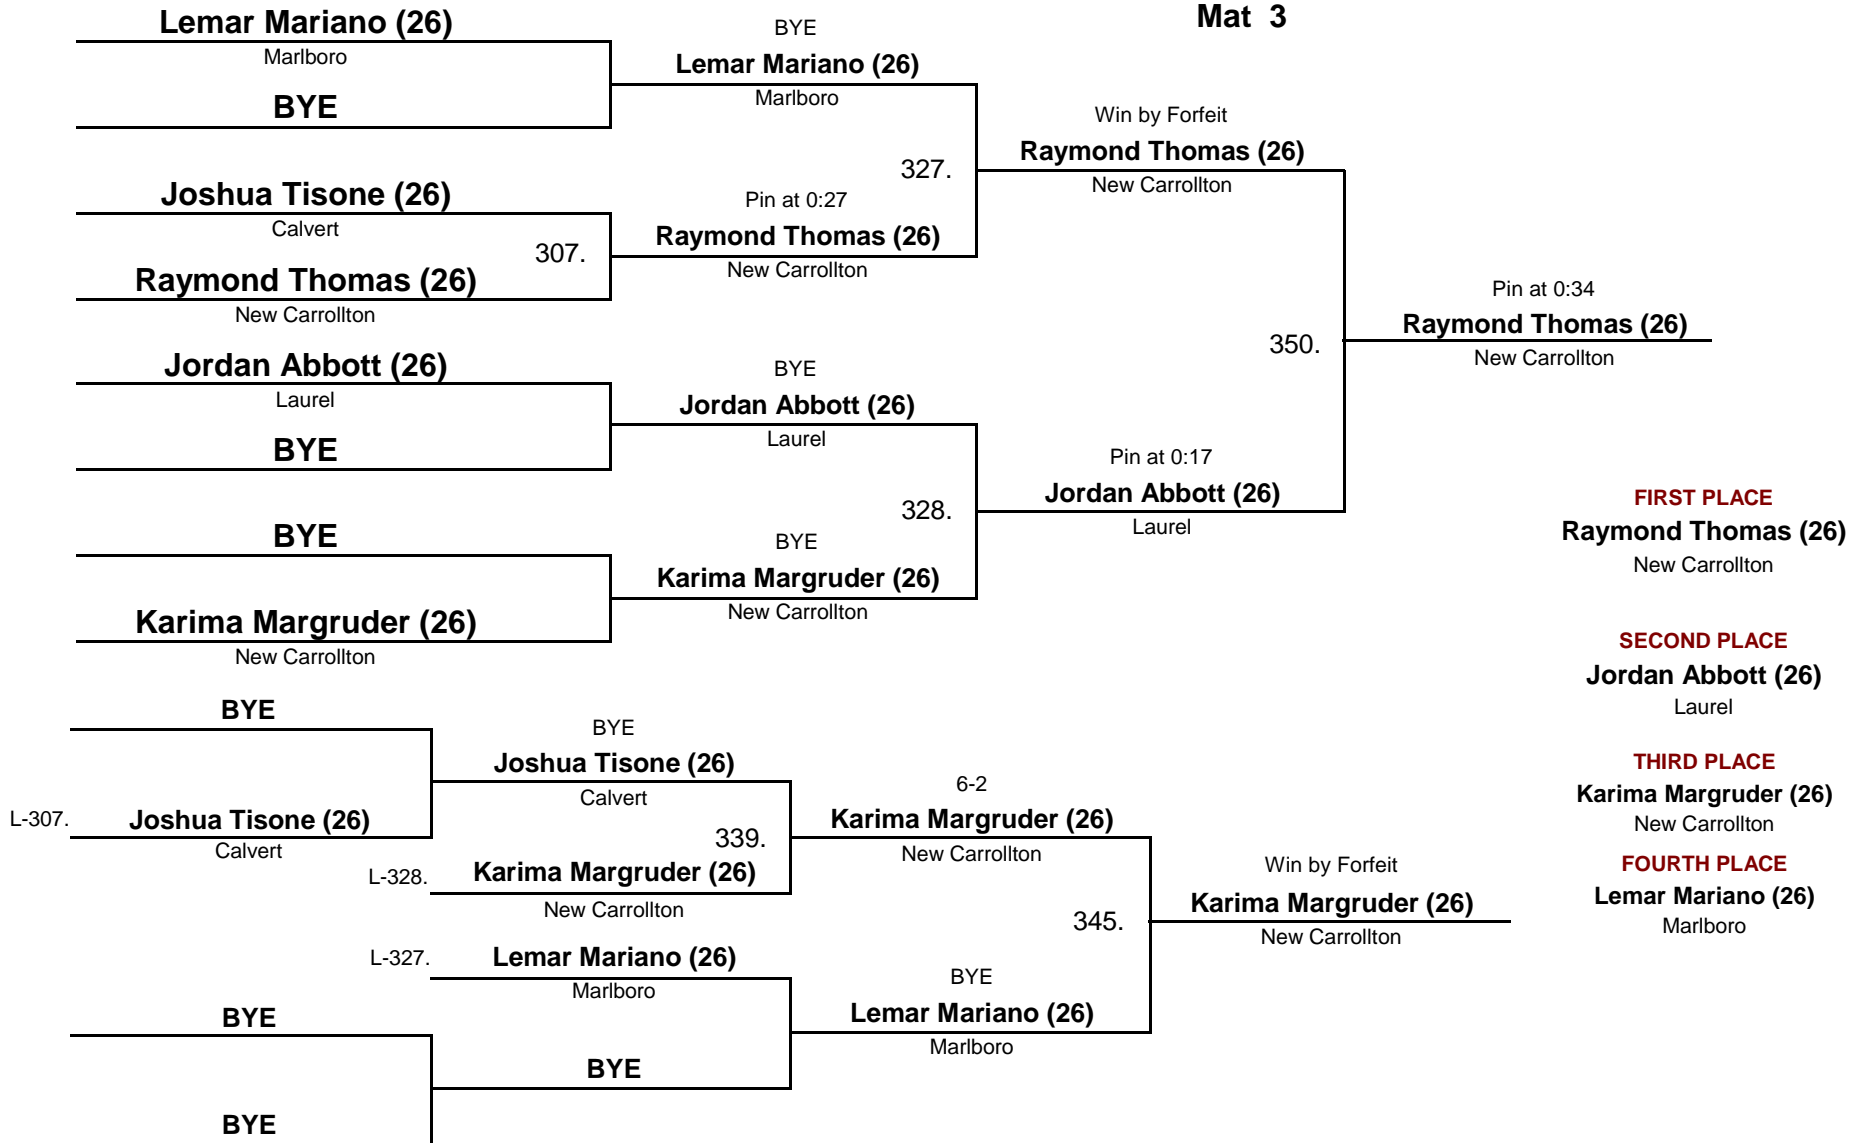 Mat 3
Lemar Mariano (26)
Marlboro
BYE
Joshua Tisone (26)
Calvert
307.
Raymond Thomas (26)
New Carrollton
Jordan Abbott (26)
Laurel
BYE
BYE
Karima Margruder (26)
New Carrollton
BYE
Lemar Mariano (26)
Marlboro
327.
Pin at 0:27
Raymond Thomas (26)
New Carrollton
BYE
Jordan Abbott (26)
Laurel
328.
BYE
Karima Margruder (26)
New Carrollton
Win by Forfeit
Raymond Thomas (26)
New Carrollton
350.
Pin at 0:17
Jordan Abbott (26)
Laurel
Pin at 0:34
Raymond Thomas (26)
New Carrollton
FIRST PLACE
Raymond Thomas (26)
New Carrollton
SECOND PLACE
Jordan Abbott (26)
Laurel
THIRD PLACE
Karima Margruder (26)
New Carrollton
FOURTH PLACE
Lemar Mariano (26)
Marlboro
BYE
L-307.
Joshua Tisone (26)
Calvert
BYE
Joshua Tisone (26)
Calvert
339.
L-328.
Karima Margruder (26)
New Carrollton
L-327.
Lemar Mariano (26)
Marlboro
BYE
BYE
BYE
6-2
Karima Margruder (26)
New Carrollton
345.
BYE
Lemar Mariano (26)
Marlboro
Win by Forfeit
Karima Margruder (26)
New Carrollton